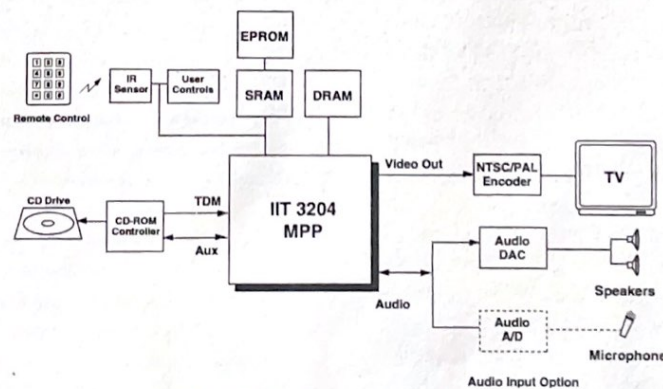 EPROM
IR
Sensor
User
Controls
SRAM
DRAM
Remote Control
IIT 3204
MPP
Video Out
NTSC/PAL
Encoder
TV
CD Drive
CD-ROM
Controller
TDM
Aux
Audio
Audio
DAC
Speakers
Audio
A/D
Microphone
Audio Input Option